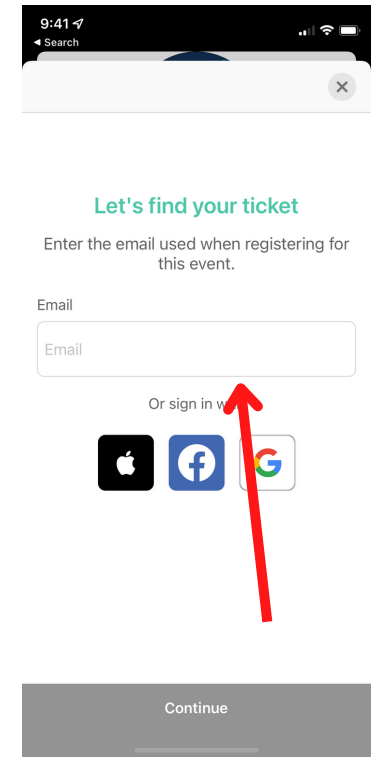 9:41
◀ Search
Let's find your ticket
Enter the email used when registering for
this event.
Email
Email
Or sign in w
Continue